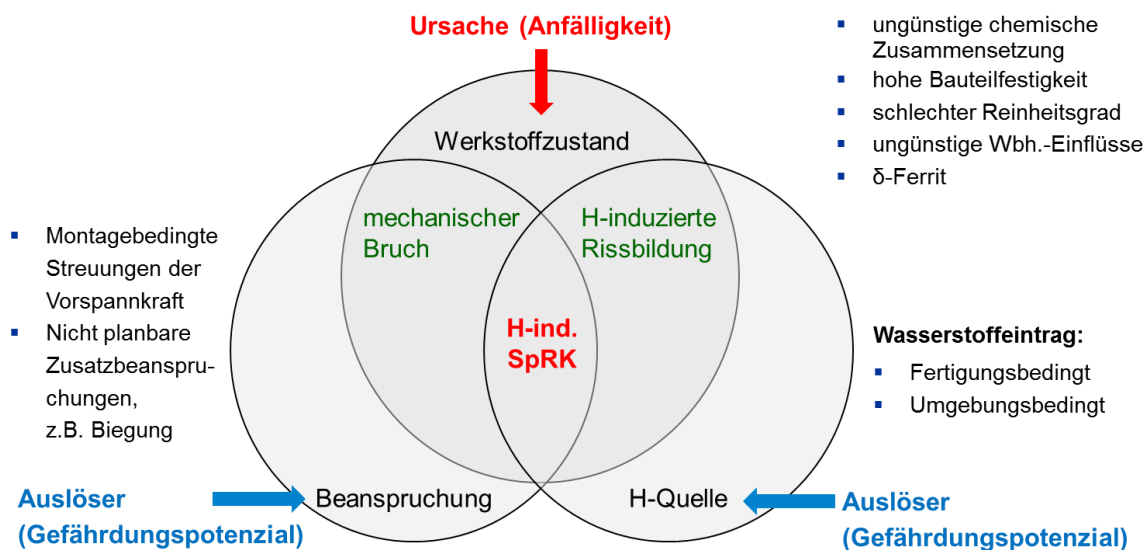 Ursache (Anfälligkeit)
▪ ungünstige chemische
Zusammensetzung
▪ hohe Bauteilfestigkeit
▪ schlechter Reinheitsgrad
▪ ungünstige Wbh.-Einflüsse
▪ δ-Ferrit
Werkstoffzustand
mechanischer
Bruch
H-induzierte
Rissbildung
▪ Montagebedingte
Streuungen der
Vorspannkraft
▪ Nicht planbare
Zusatzbeanspru-
chungen,
z.B. Biegung
H-ind.
SpRK
Wasserstoffeintrag:
▪ Fertigungsbedingt
▪ Umgebungsbedingt
Auslöser
(Gefährdungspotenzial)
Beanspruchung
H-Quelle
Auslöser
(Gefährdungspotenzial)